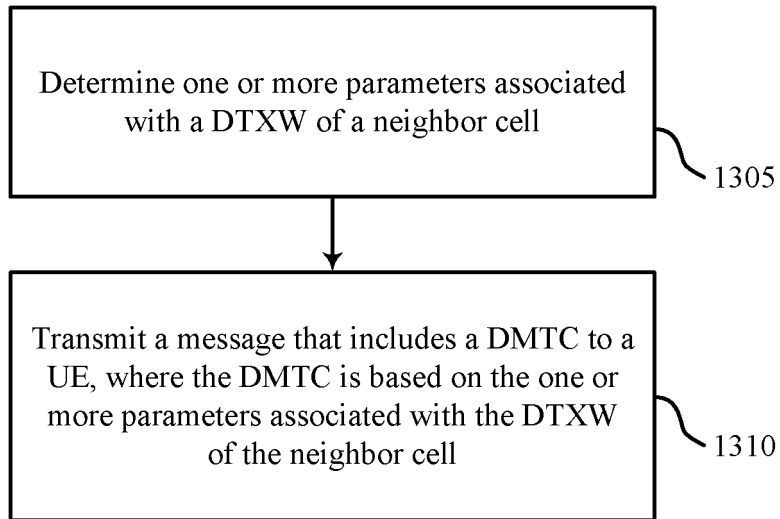 Determine one or more parameters associated
with a DTXW of a neighbor cell
1305
Transmit a message that includes a DMTC to a
UE, where the DMTC is based on the one or
more parameters associated with the DTXW
of the neighbor cell
1310